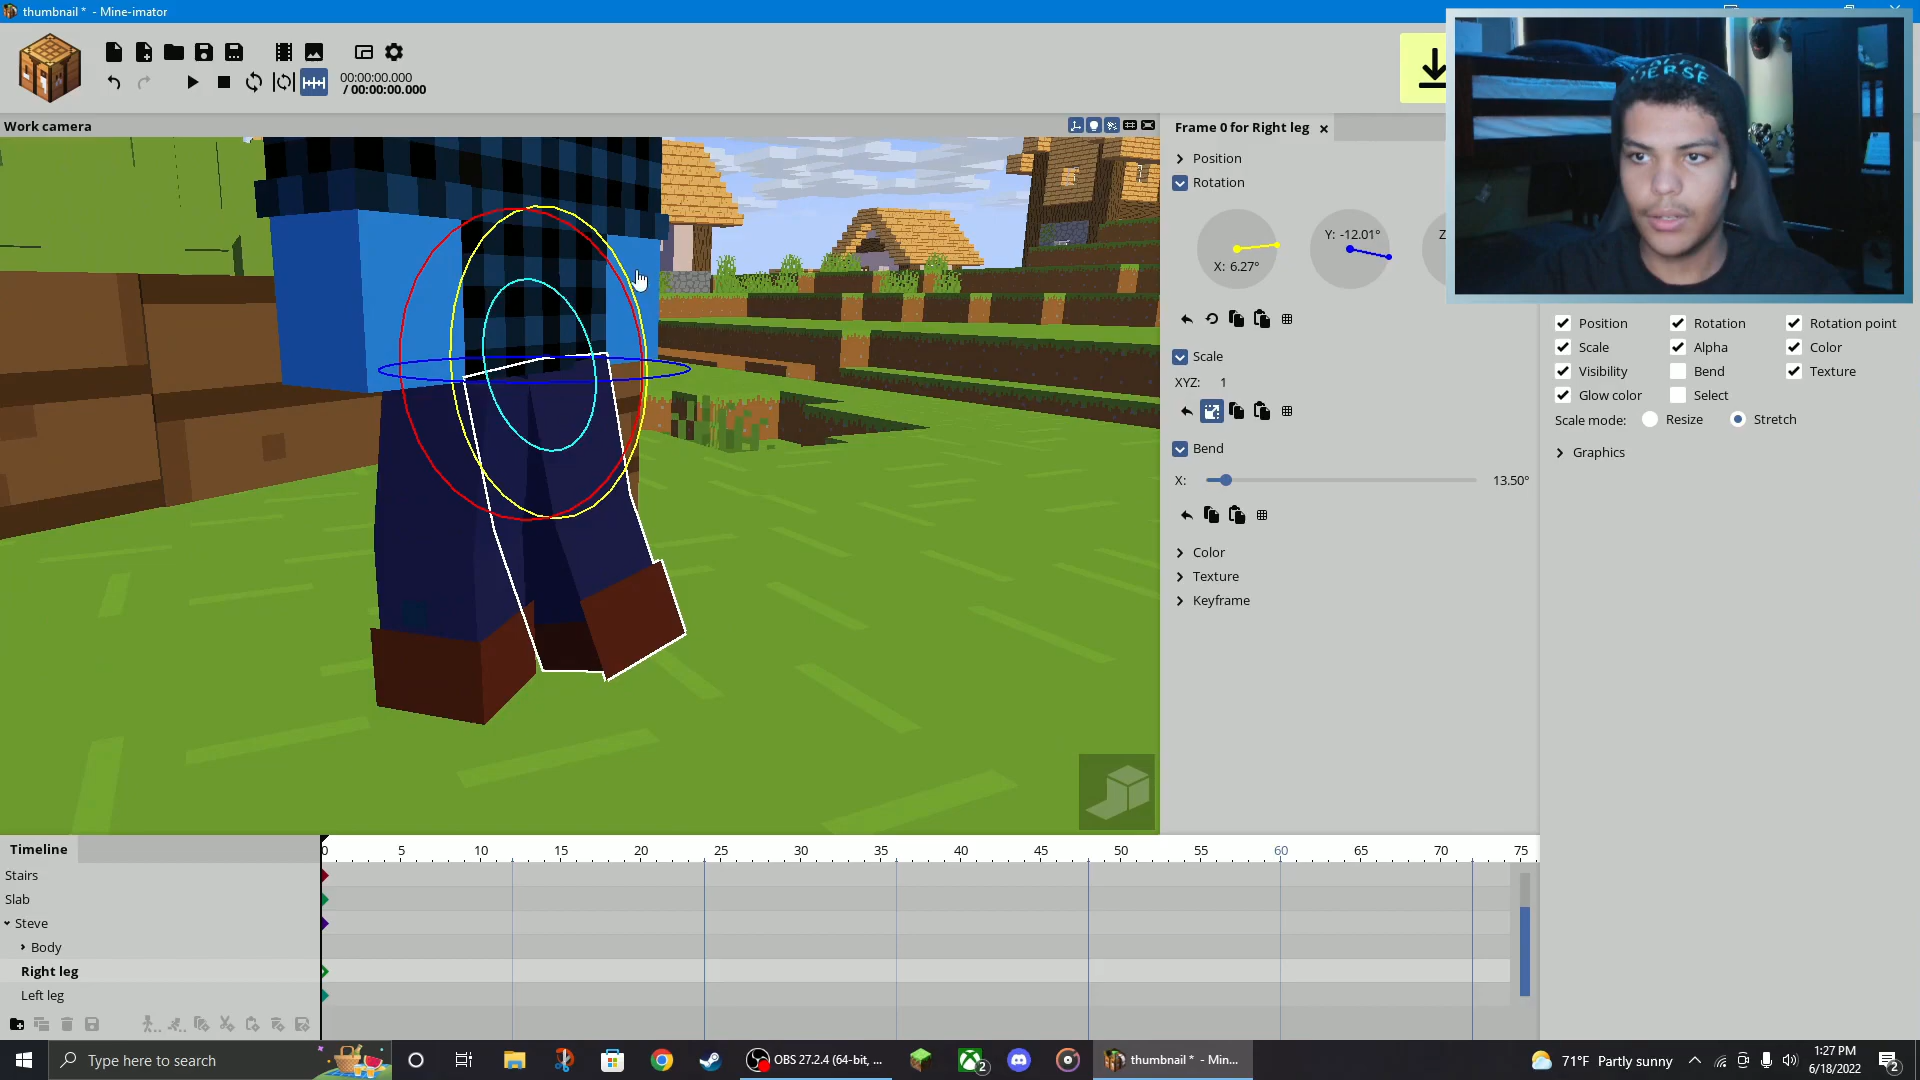 thumbnail * - Mine-imator
00:00:00.000
/ 00:00:00.000
Work camera
Frame 0 for Right leg
Position
Rotation
X: 6.27°
Y: -12.01°
Z
Scale
XYZ: 1
Bend
X: 13.50°
Color
Texture
Keyframe
VERSE
Position Rotation Rotation point
Scale Alpha Color
Visibility Bend Texture
Glow color Select
Scale mode: Resize Stretch
Graphics
Timeline
0 5 10 15 20 25 30 35 40 45 50 55 60 65 70 75
Stairs
Slab
Steve
Body
Right leg
Left leg
Type here to search
OBS 27.2.4 (64-bit, ...
2
thumbnail * - Min...
71°F Partly sunny
1:27 PM
6/18/2022
2